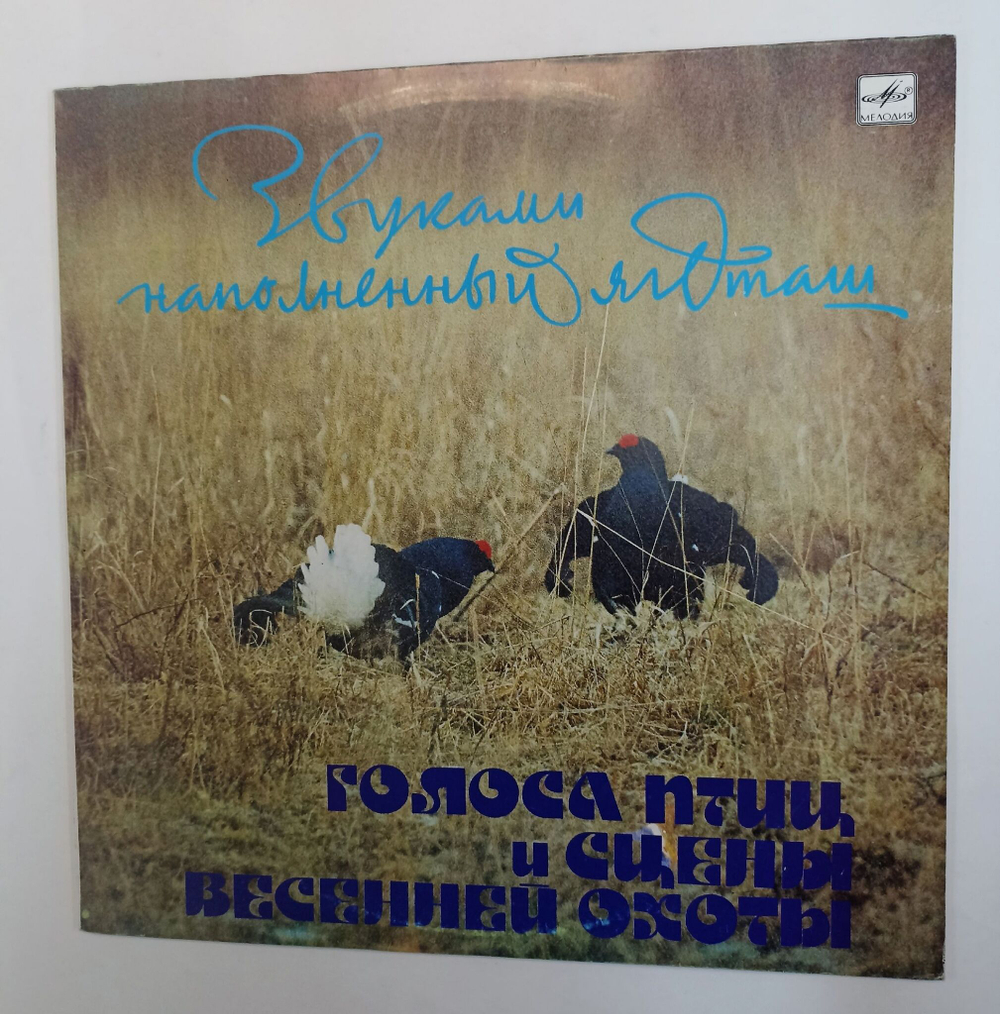 МЕЛОДИЯ
Звуками
наполненный ягдташ
ГОЛОСА ПТИЦ
и СЦЕНЫ
ВЕСЕННЕЙ ОХОТЫ